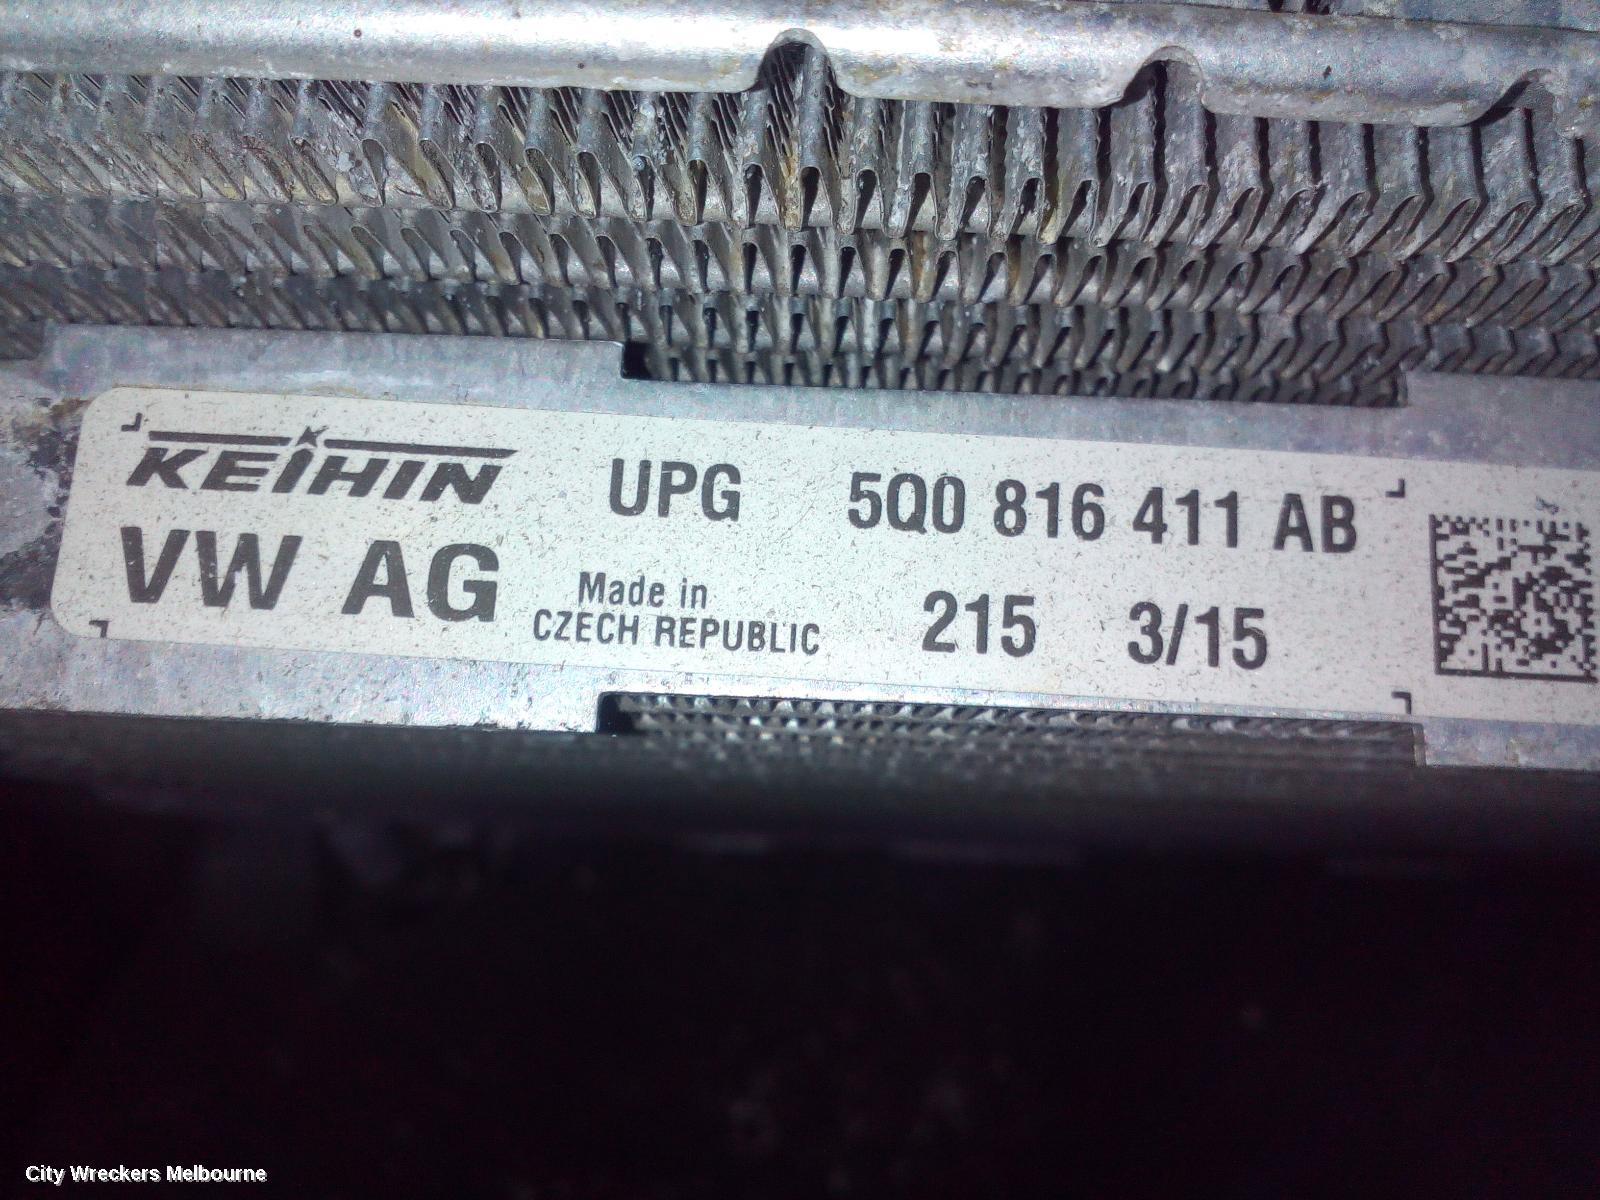 KEIHIN UPG 5Q0 816 411 AB
VW AG Made in 215 3/15
CZECH REPUBLIC
City Wreckers Melbourne